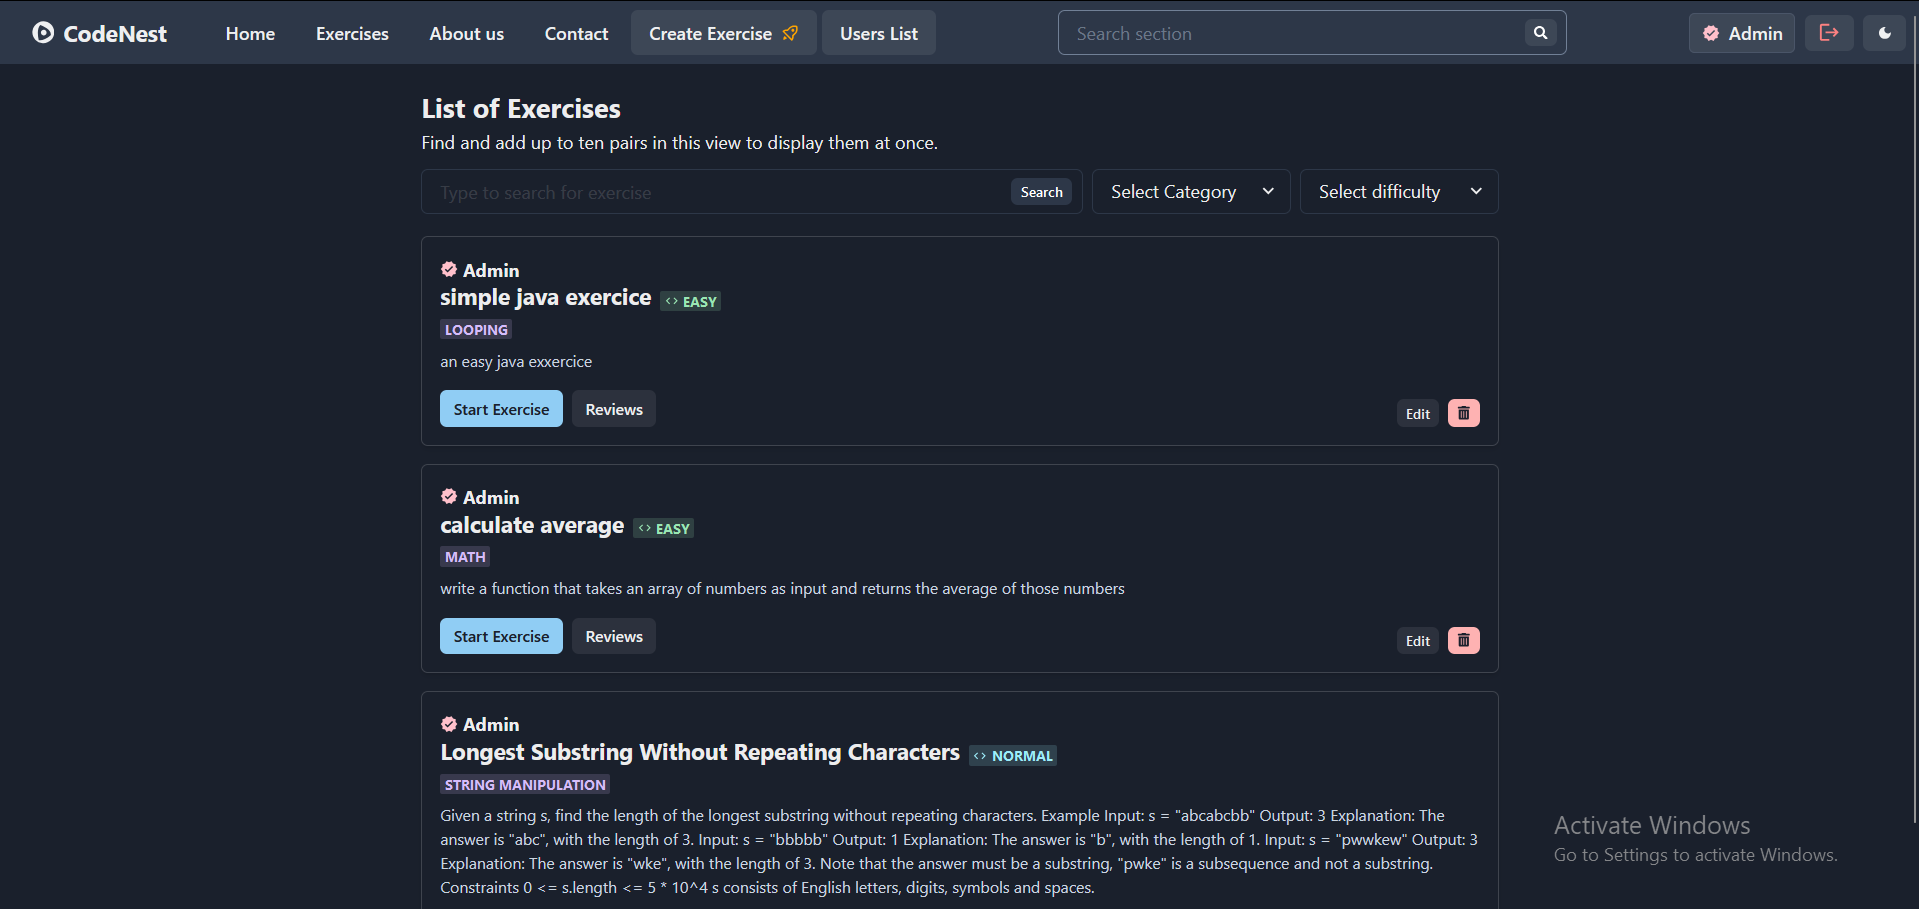 CodeNest Home Exercises About us Contact Create Exercise Users List Search section Admin
List of Exercises
Find and add up to ten pairs in this view to display them at once.
Type to search for exercise Search Select Category Select difficulty
Admin
simple java exercice <> EASY
LOOPING
an easy java exxercice
Start Exercise Reviews Edit
Admin
calculate average <> EASY
MATH
write a function that takes an array of numbers as input and returns the average of those numbers
Start Exercise Reviews Edit
Admin
Longest Substring Without Repeating Characters <> NORMAL
STRING MANIPULATION
Given a string s, find the length of the longest substring without repeating characters. Example Input: s = "abcabcbb" Output: 3 Explanation: The
answer is "abc", with the length of 3. Input: s = "bbbbb" Output: 1 Explanation: The answer is "b", with the length of 1. Input: s = "pwwkew" Output: 3
Explanation: The answer is "wke", with the length of 3. Note that the answer must be a substring, "pwke" is a subsequence and not a substring.
Constraints 0 <= s.length <= 5 * 10^4 s consists of English letters, digits, symbols and spaces.
Activate Windows
Go to Settings to activate Windows.